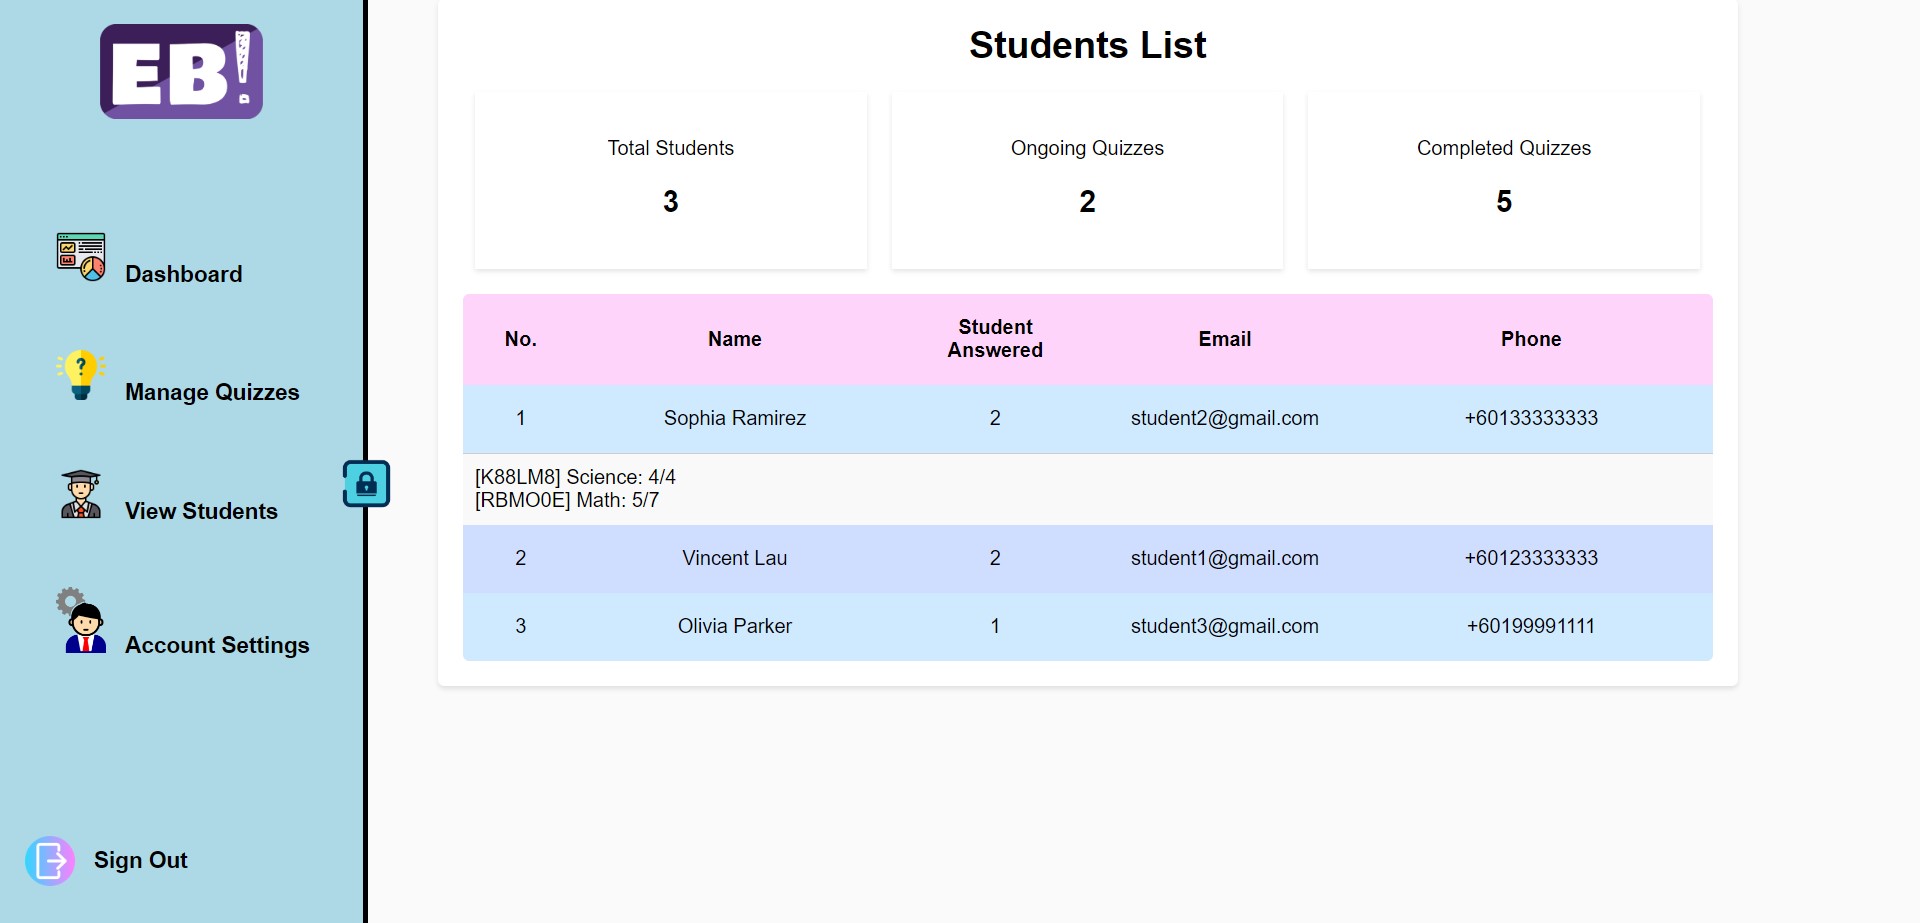 EB!
Dashboard
Manage Quizzes
View Students
Account Settings
Sign Out
Students List
Total Students
3
Ongoing Quizzes
2
Completed Quizzes
5
No. Name Student Answered Email Phone
1 Sophia Ramirez 2 student2@gmail.com +60133333333
[K88LM8] Science: 4/4
[RBMO0E] Math: 5/7
2 Vincent Lau 2 student1@gmail.com +60123333333
3 Olivia Parker 1 student3@gmail.com +60199991111